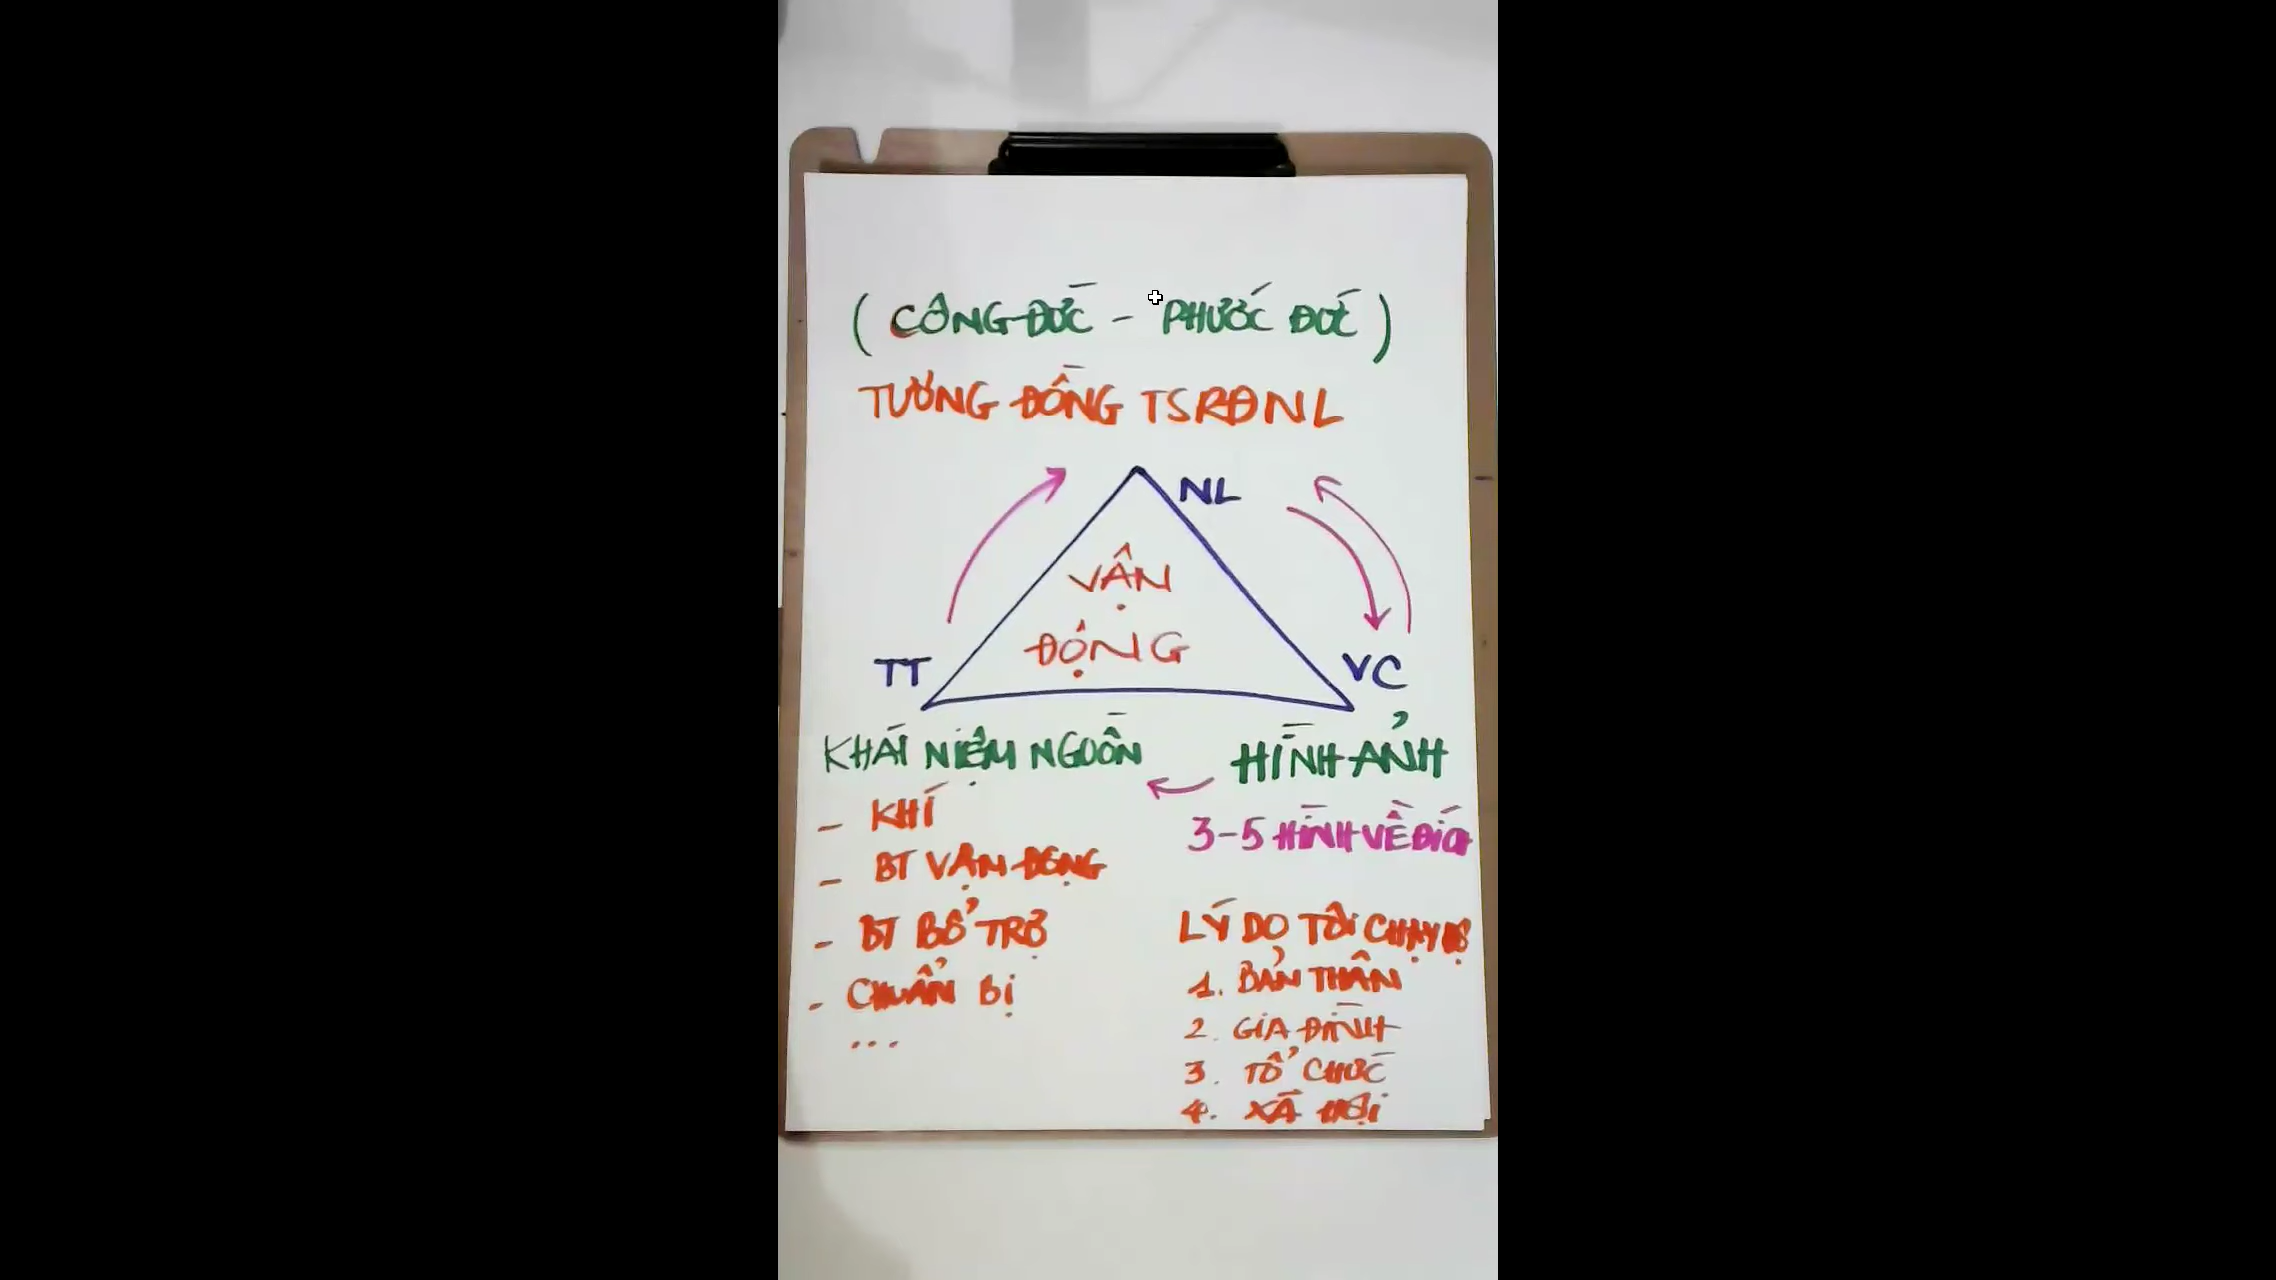 ( CÔNG ĐỨC - PHƯỚC ĐỨC )
TƯƠNG ĐỒNG TSRĐNL
NL
VẬN
ĐỘNG
TT
VC
KHÁI NIỆM NGUỒN
HÌNH ẢNH
- KHÍ
3-5 HÌNH VỀ ĐÍCH
- BT VẬN ĐỘNG
- BT BỔ TRỢ
LÝ DO TÔI CHẠY BỘ
1. BẢN THÂN
- CHUẨN BỊ
2. GIA ĐÌNH
...
3. TỔ CHỨC
4. XÃ HỘI